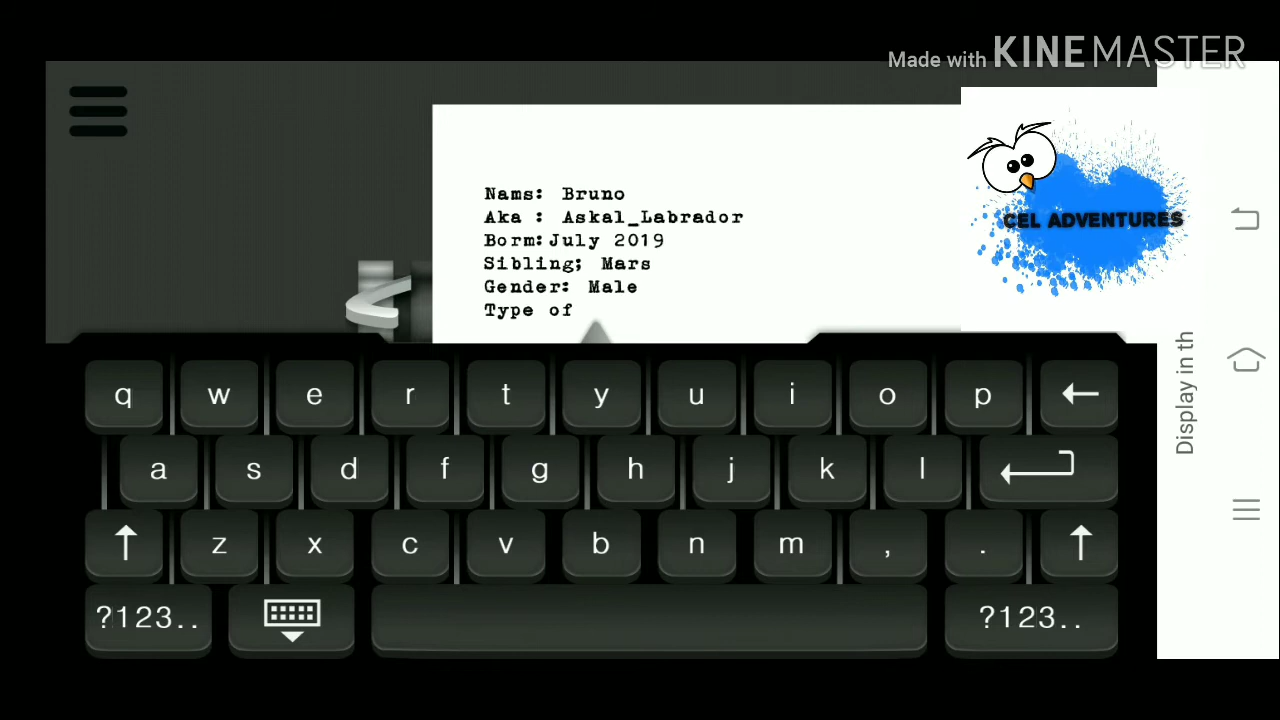 Made with KINEMASTER
Nams: Bruno
Aka : Askal_Labrador
Borm:July 2019
Sibling; Mars
Gender: Male
Type of
CEL ADVENTURES
Display in th
q w e r t y u i o p
a s d f g h j k l
z x c v b n m , .
?123.. ?123..